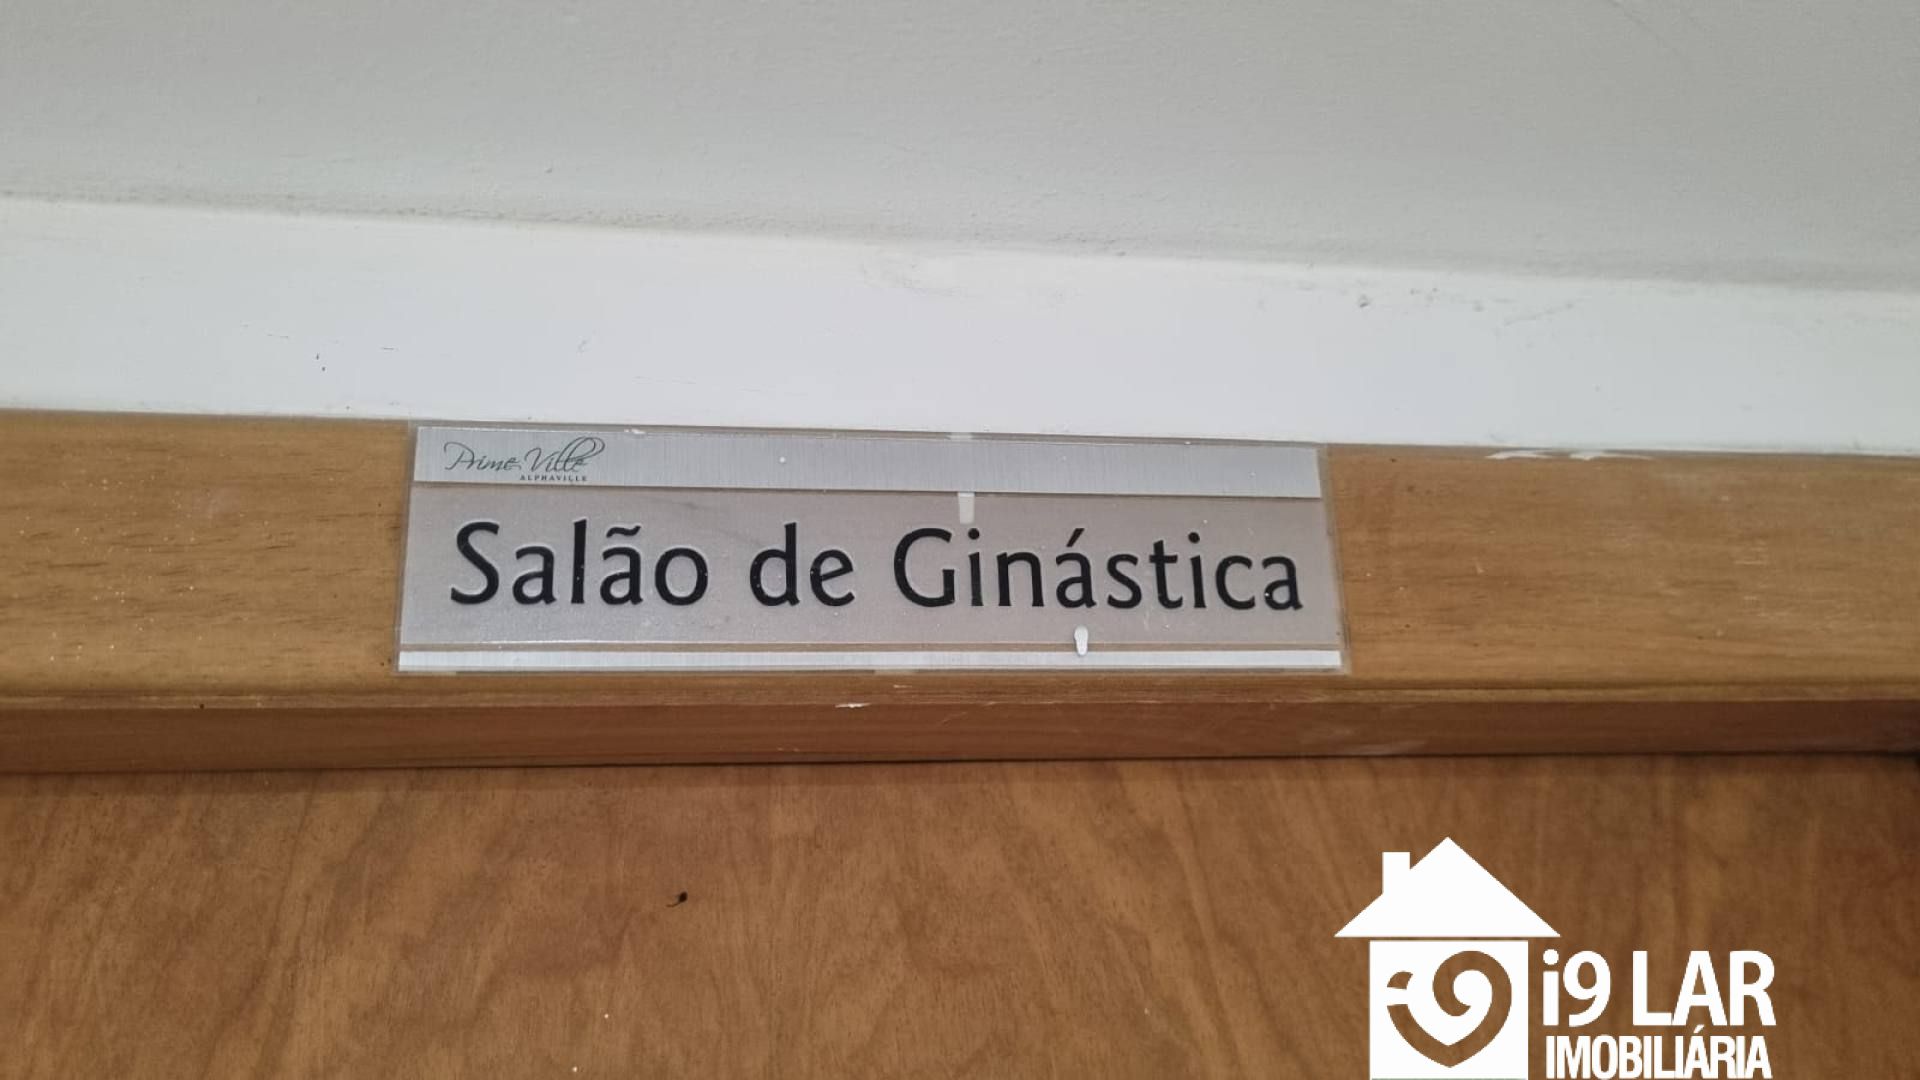 Prime Ville
ALPHAVILLE
Salão de Ginástica
i9 LAR
IMOBILIÁRIA